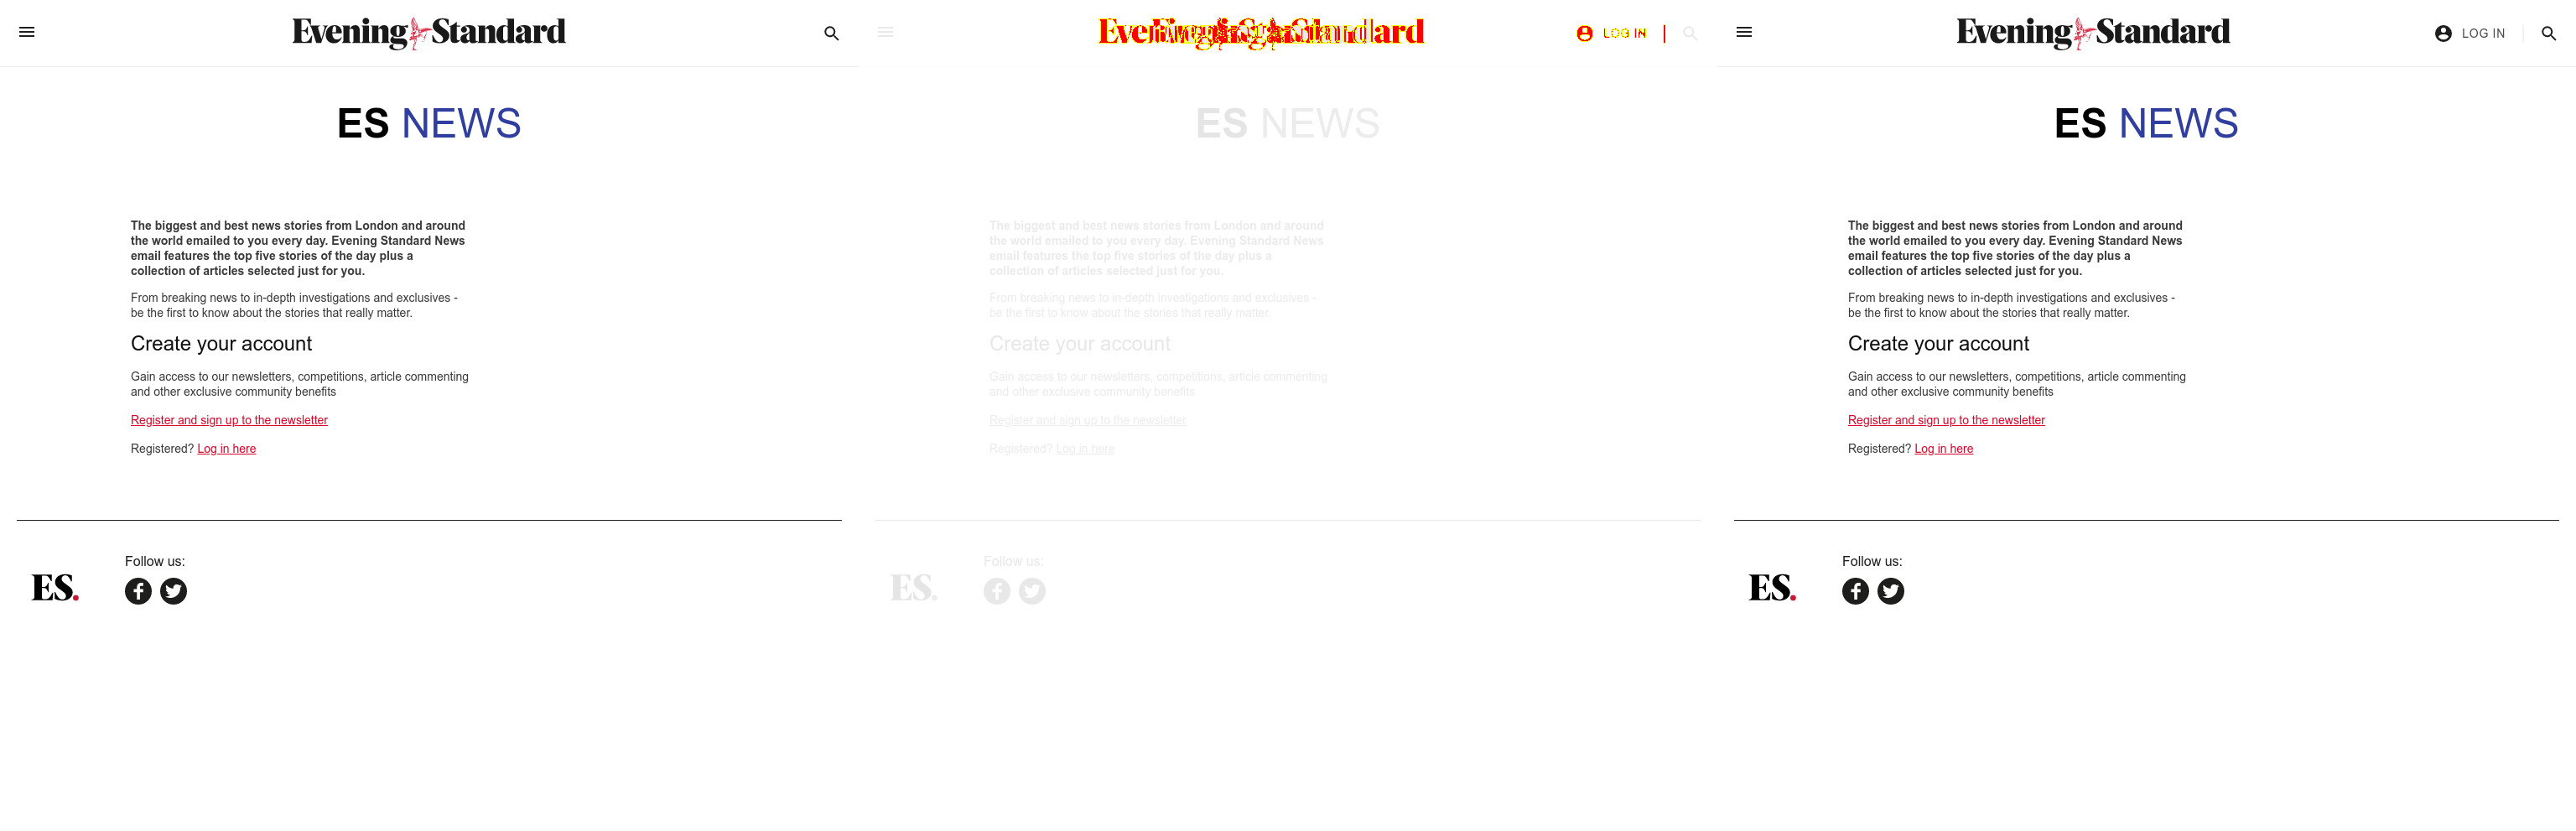 Evening Standard
ES NEWS
The biggest and best news stories from London and around
the world emailed to you every day. Evening Standard News
email features the top five stories of the day plus a
collection of articles selected just for you.
From breaking news to in-depth investigations and exclusives -
be the first to know about the stories that really matter.
Create your account
Gain access to our newsletters, competitions, article commenting
and other exclusive community benefits
Register and sign up to the newsletter
Registered? Log in here
ES.
Follow us:
LOG IN
ES NEWS
The biggest and best news stories from London and around
the world emailed to you every day. Evening Standard News
email features the top five stories of the day plus a
collection of articles selected just for you.
From breaking news to in-depth investigations and exclusives -
be the first to know about the stories that really matter.
Create your account
Gain access to our newsletters, competitions, article commenting
and other exclusive community benefits
Register and sign up to the newsletter
Registered? Log in here
ES.
Follow us:
Evening Standard
LOG IN
ES NEWS
The biggest and best news stories from London and around
the world emailed to you every day. Evening Standard News
email features the top five stories of the day plus a
collection of articles selected just for you.
From breaking news to in-depth investigations and exclusives -
be the first to know about the stories that really matter.
Create your account
Gain access to our newsletters, competitions, article commenting
and other exclusive community benefits
Register and sign up to the newsletter
Registered? Log in here
ES.
Follow us: